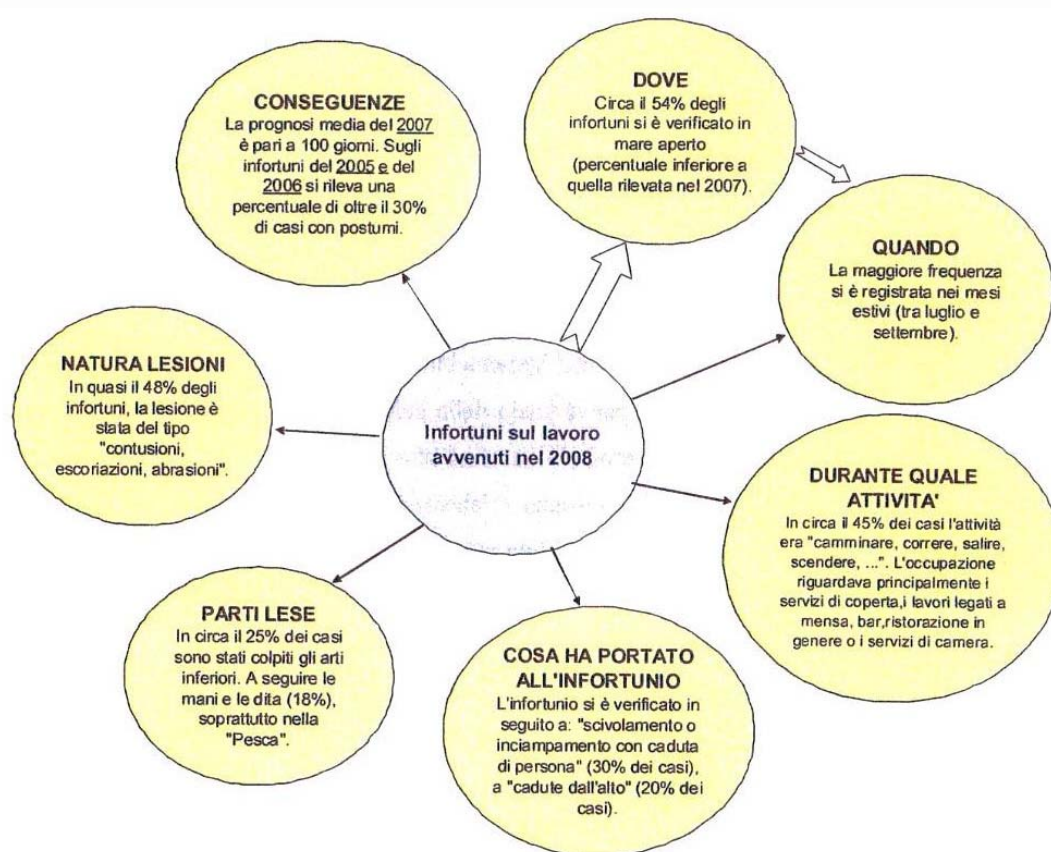 CONSEGUENZE
La prognosi media del 2007
è pari a 100 giorni. Sugli
infortuni del 2005 e del
2006 si rileva una
percentuale di oltre il 30%
di casi con postumi.
DOVE
Circa il 54% degli
infortuni si è verificato in
mare aperto
(percentuale inferiore a
quella rilevata nel 2007).
QUANDO
La maggiore frequenza
si è registrata nei mesi
estivi (tra luglio e
settembre).
NATURA LESIONI
In quasi il 48% degli
infortuni, la lesione è
stata del tipo
"contusioni,
escoriazioni, abrasioni".
Infortuni sul lavoro
avvenuti nel 2008
DURANTE QUALE
ATTIVITA'
In circa il 45% dei casi l'attività
era "camminare, correre, salire,
scendere, ...". L'occupazione
riguardava principalmente i
servizi di coperta,i lavori legati a
mensa, bar,ristorazione in
genere o i servizi di camera.
PARTI LESE
In circa il 25% dei casi
sono stati colpiti gli arti
inferiori. A seguire le
mani e le dita (18%),
soprattutto nella
"Pesca".
COSA HA PORTATO
ALL'INFORTUNIO
L'infortunio si è verificato in
seguito a: "scivolamento o
inciampamento con caduta
di persona" (30% dei casi),
a "cadute dall'alto" (20% dei
casi).